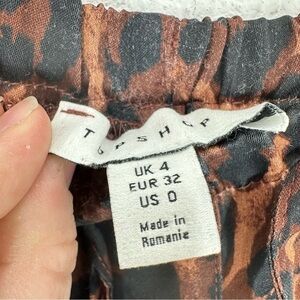 TOPSHOP
UK 4
EUR 32
US 0
Made in
Romania